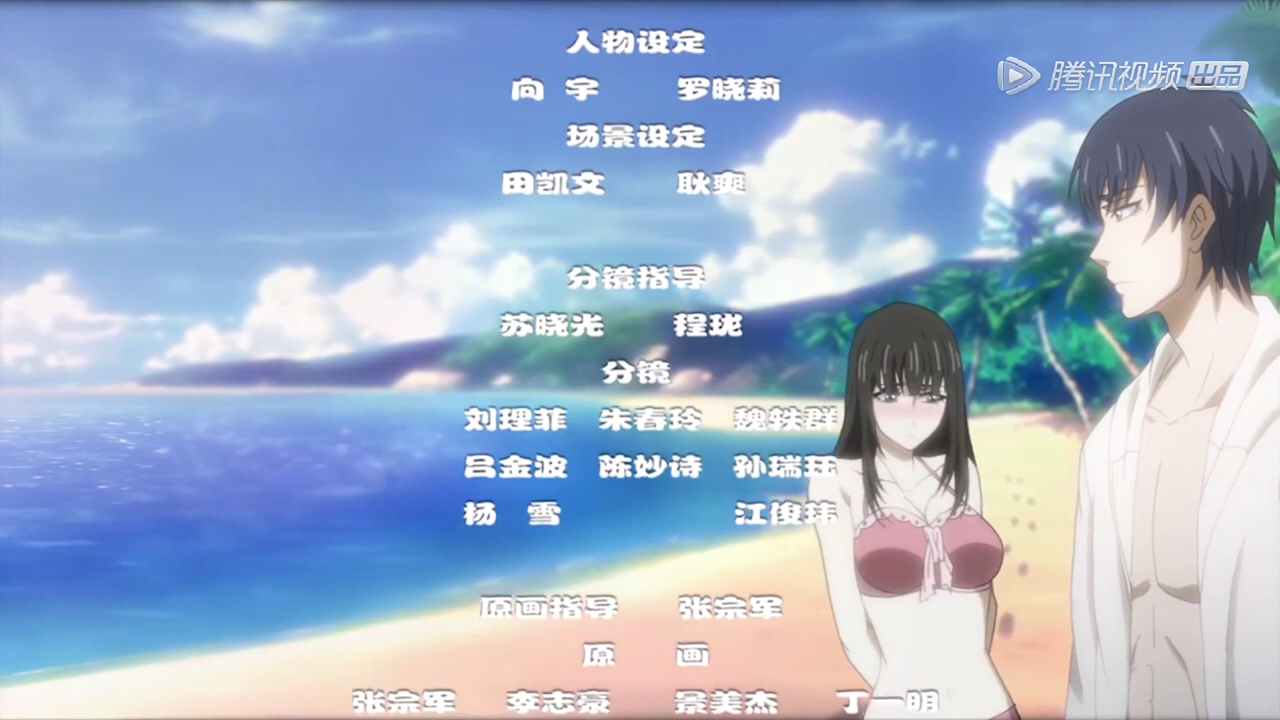 人物设定
腾讯视频 出品
向 宇 罗晓莉
场景设定
田凯文 耿爽
分镜指导
苏晓光 程珑
分镜
刘理菲 朱春玲 魏轶群
吕金波 陈妙诗 孙瑞珏
杨 雪 江俊玮
原画指导 张宗军
原 画
张宗军 李志豪 景美杰 丁一明